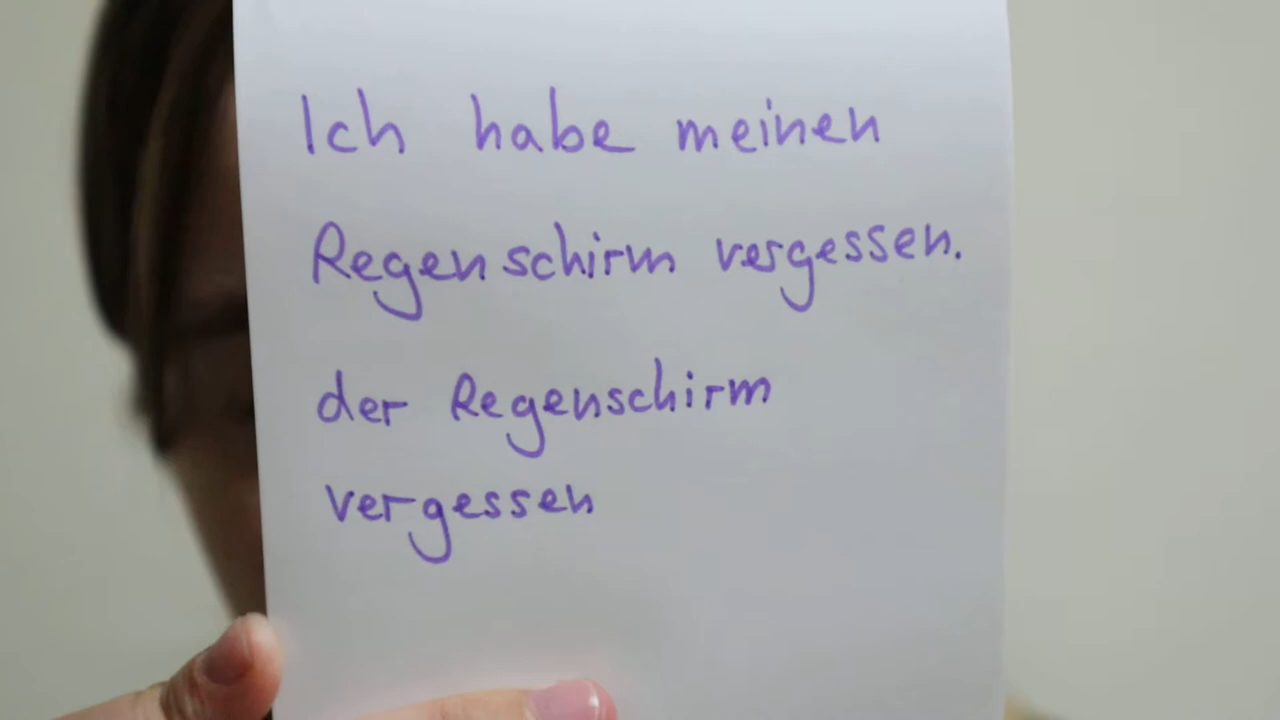 Ich habe meinen
Regenschirm vergessen.
der Regenschirm
vergessen